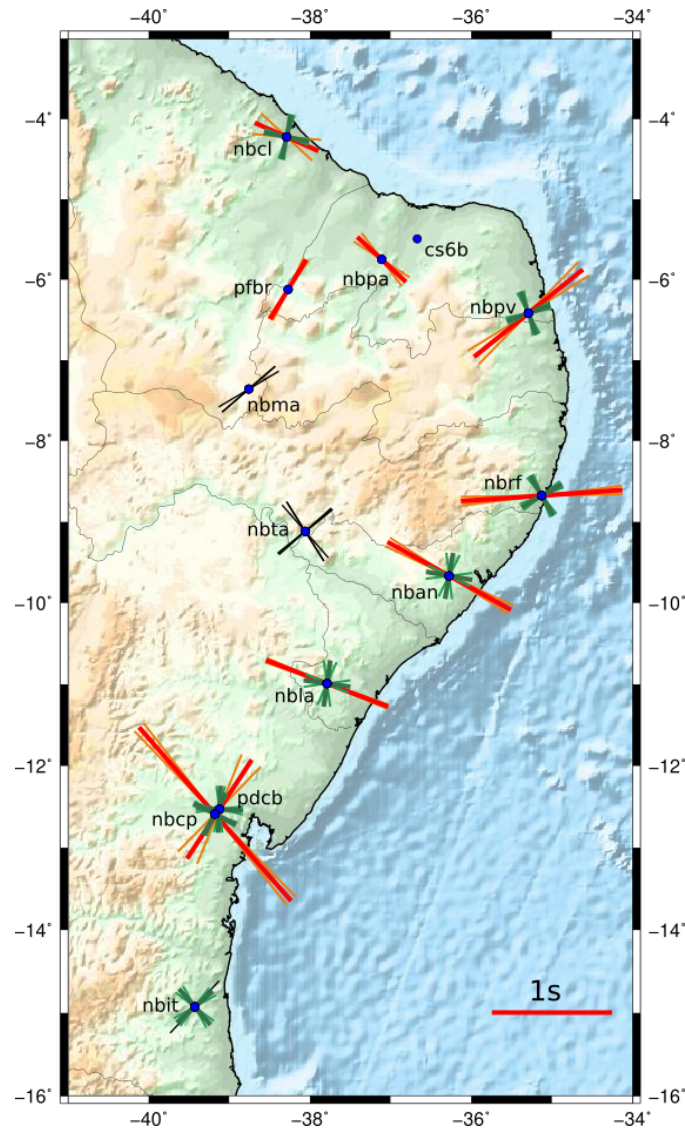 −40˚ −38˚ −36˚ −34˚
−4˚
nbcl
cs6b
nbpa
−6˚ −6˚
pfbr
nbpv
nbma
−8˚ −8˚
nbrf
nbta
nban
−10˚ −10˚
nbla
−12˚ −12˚
pdcb
nbcp
−14˚ −14˚
1s
nbit
−16˚ −16˚
−40˚ −38˚ −36˚ −34˚
−4˚